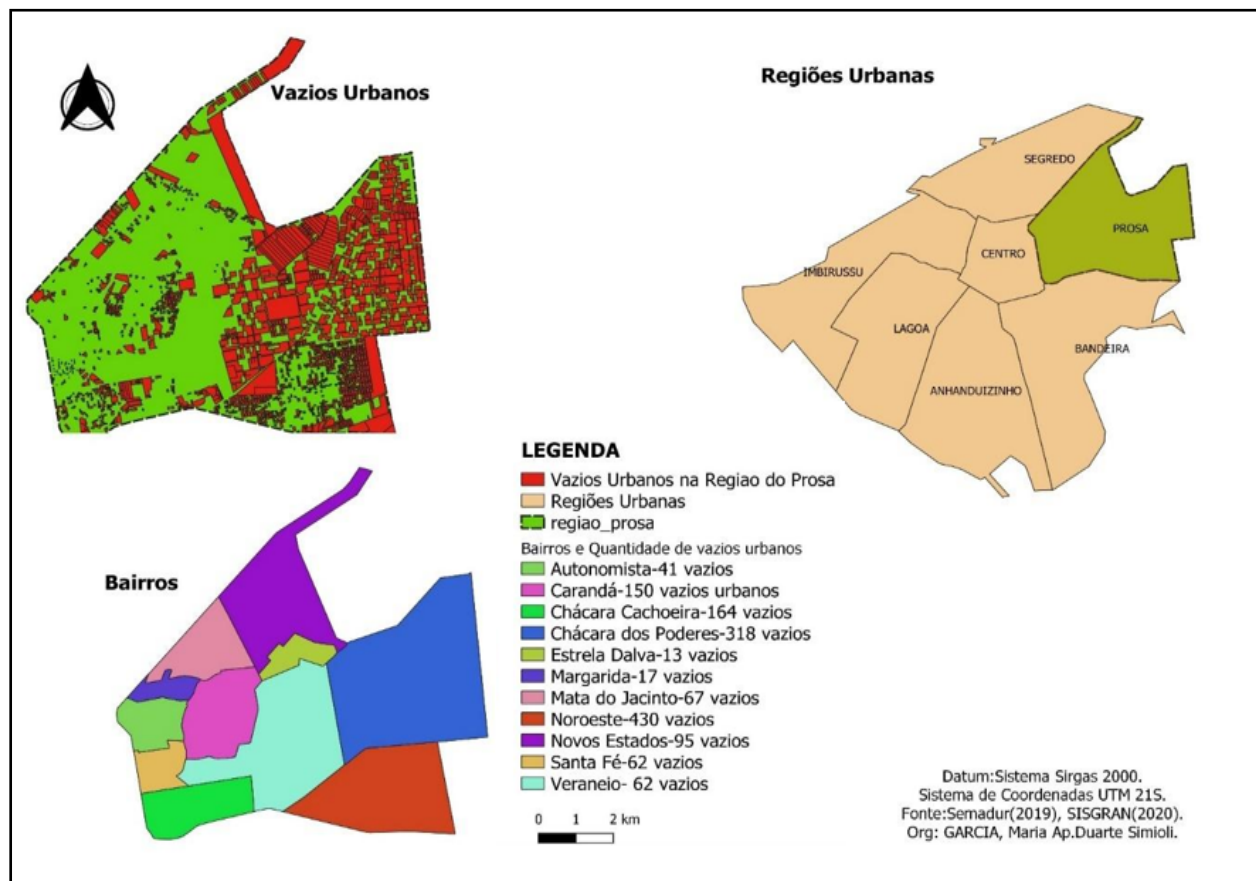 Vazios Urbanos
Regiões Urbanas
SEGREDO
PROSA
CENTRO
IMBIRUSSU
LAGOA
BANDEIRA
ANHANDUIZINHO
Bairros
LEGENDA
Vazios Urbanos na Regiao do Prosa
Regiões Urbanas
regiao_prosa
Bairros e Quantidade de vazios urbanos
Autonomista-41 vazios
Carandá-150 vazios urbanos
Chácara Cachoeira-164 vazios
Chácara dos Poderes-318 vazios
Estrela Dalva-13 vazios
Margarida-17 vazios
Mata do Jacinto-67 vazios
Noroeste-430 vazios
Novos Estados-95 vazios
Santa Fé-62 vazios
Veraneio- 62 vazios
0 1 2 km
Datum:Sistema Sirgas 2000.
Sistema de Coordenadas UTM 21S.
Fonte:Semadur(2019), SISGRAN(2020).
Org: GARCIA, Maria Ap.Duarte Simioli.